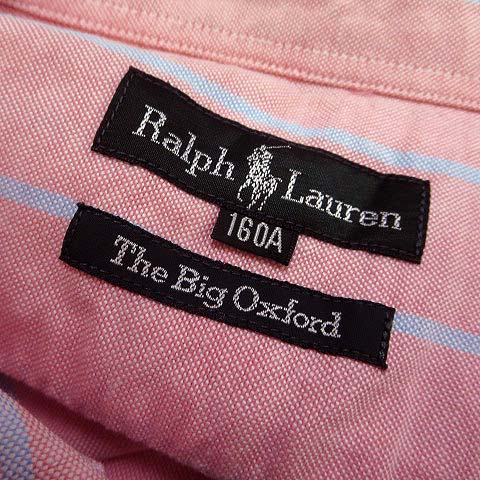 Ralph Lauren
160A
The Big Oxford